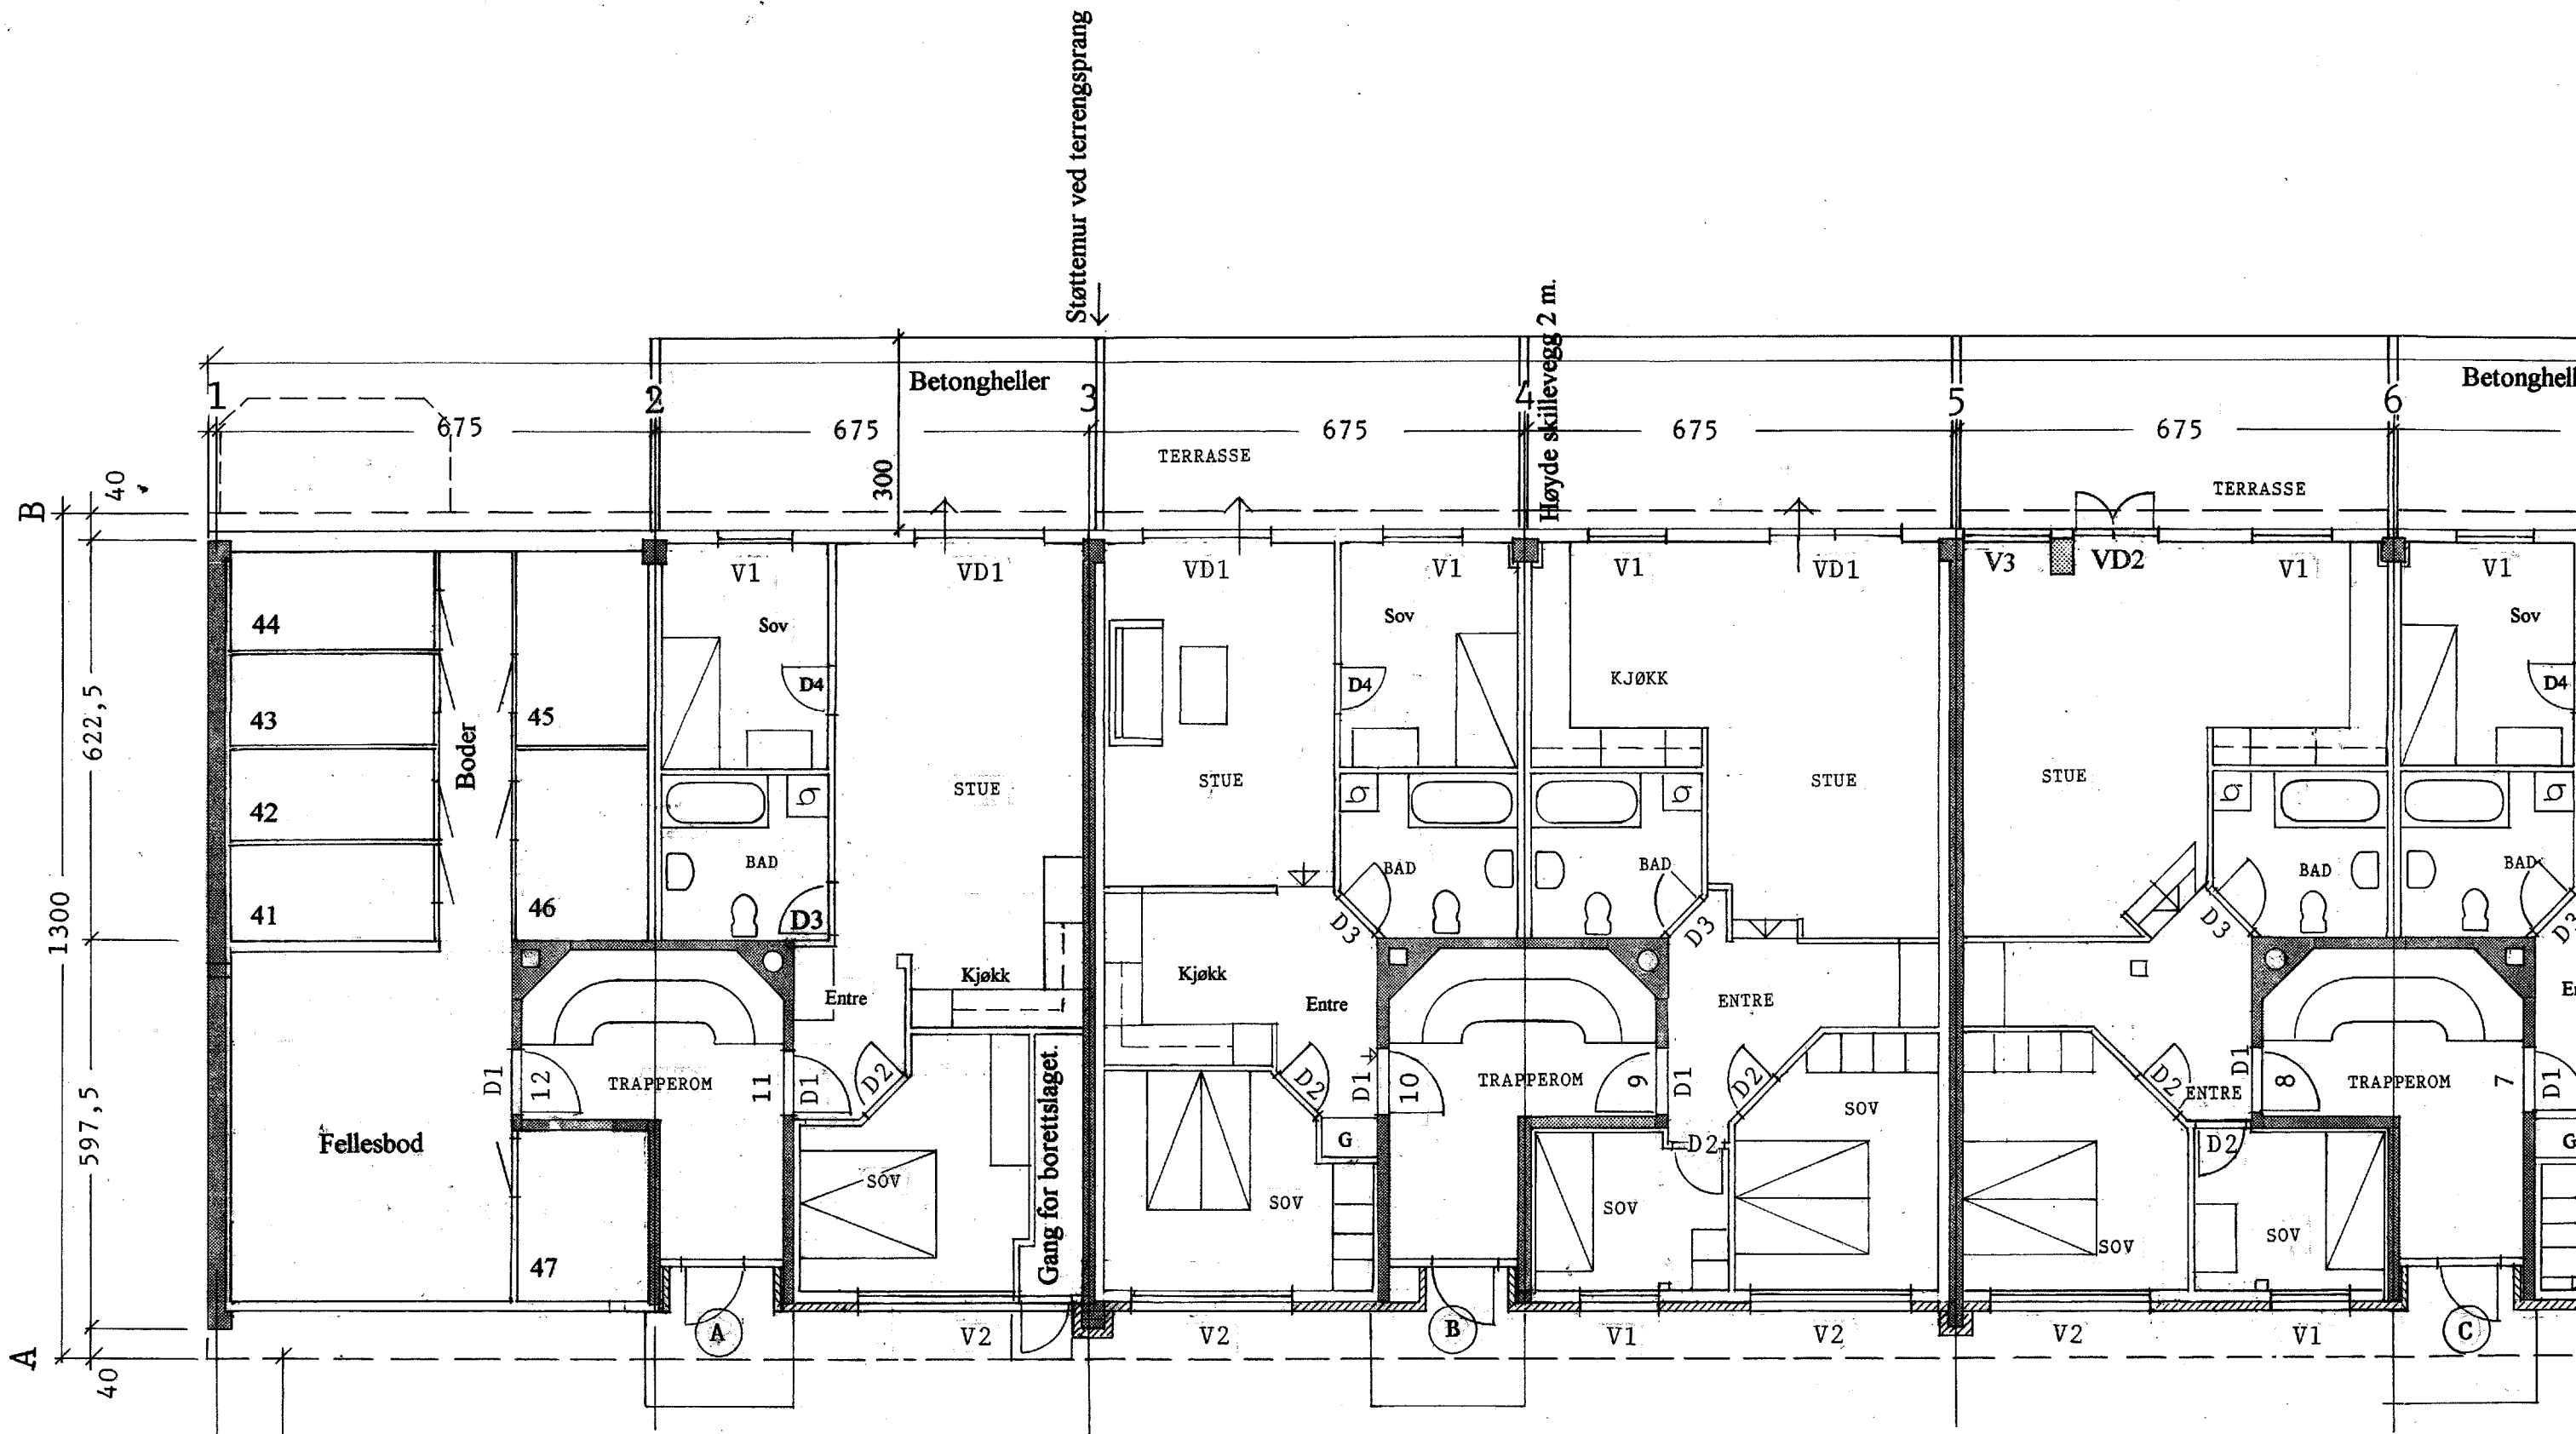 Støttemur ved terrengsprang
Høyde skillevegg 2 m.
Betongheller
1
2
3
4
5
6
675
675
675
675
675
300
TERRASSE
TERRASSE
40
B
V1
VD1
VD1
V1
V1
VD1
V3
VD2
V1
V1
44
Sov
Sov
Sov
D4
D4
KJØKK
D4
43
45
622,5
Boder
STUE
STUE
STUE
STUE
42
BAD
BAD
BAD
BAD
BAD
41
46
D3
D3
D3
D3
1300
Kjøkk
Kjøkk
Entre
Entre
ENTRE
D1
12
TRAPPEROM
11
D1
D2
D2
D1
10
TRAPPEROM
9
D1
D2
SOV
D2
ENTRE
D1
8
TRAPPEROM
7
D1
597,5
Fellesbod
Gang for borettslaget.
G
D2
D2
G
SOV
SOV
SOV
SOV
SOV
47
A
B
C
V2
V2
V1
V2
V2
V1
A
40